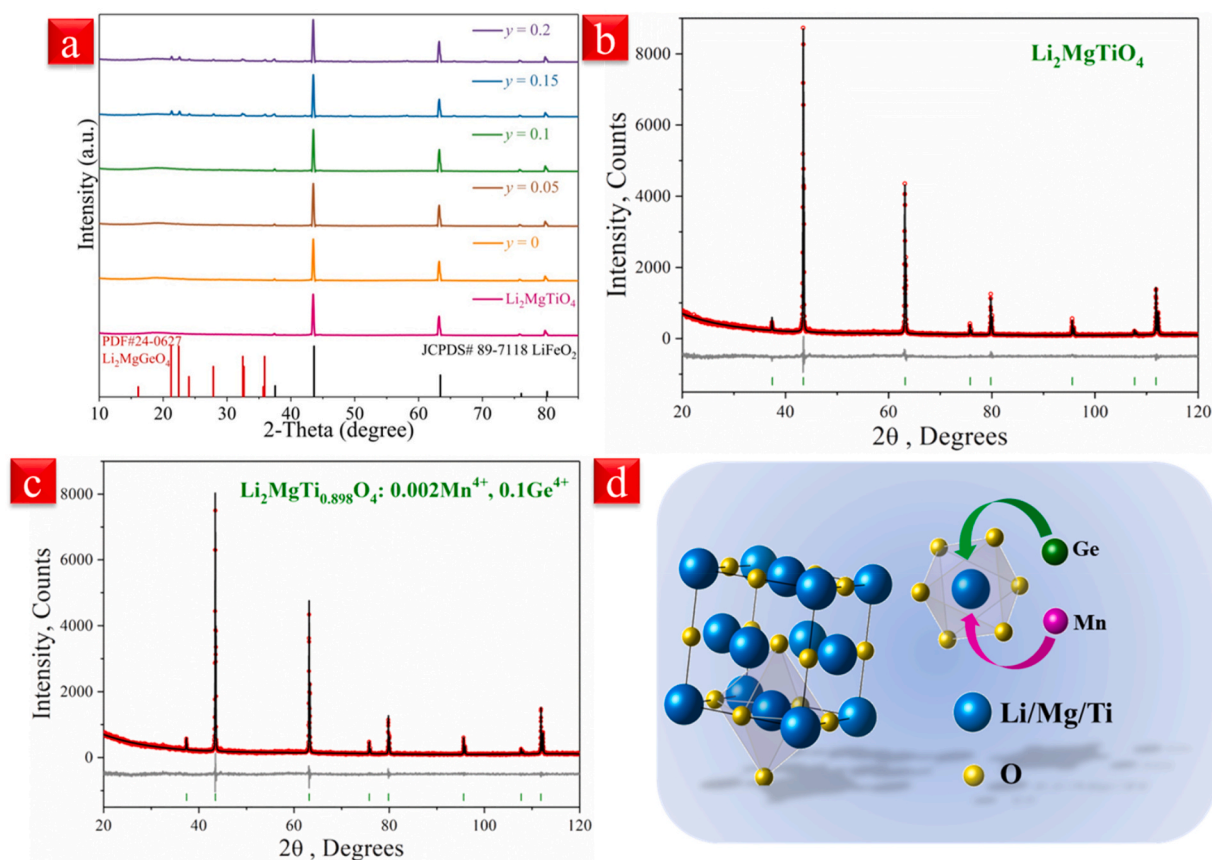 a
y = 0.2
y = 0.15
y = 0.1
y = 0.05
y = 0
Li₂MgTiO₄
PDF#24-0627
Li₂MgGeO₄
JCPDS# 89-7118 LiFeO₂
Intensity (a.u.)
10 20 30 40 50 60 70 80
2-Theta (degree)
b
Li₂MgTiO₄
8000
6000
4000
2000
0
Intensity, Counts
20 40 60 80 100 120
2θ , Degrees
c
Li₂MgTi₀.₈₉₈O₄: 0.002Mn⁴⁺, 0.1Ge⁴⁺
8000
6000
4000
2000
0
Intensity, Counts
20 40 60 80 100 120
2θ , Degrees
d
Ge
Mn
Li/Mg/Ti
O